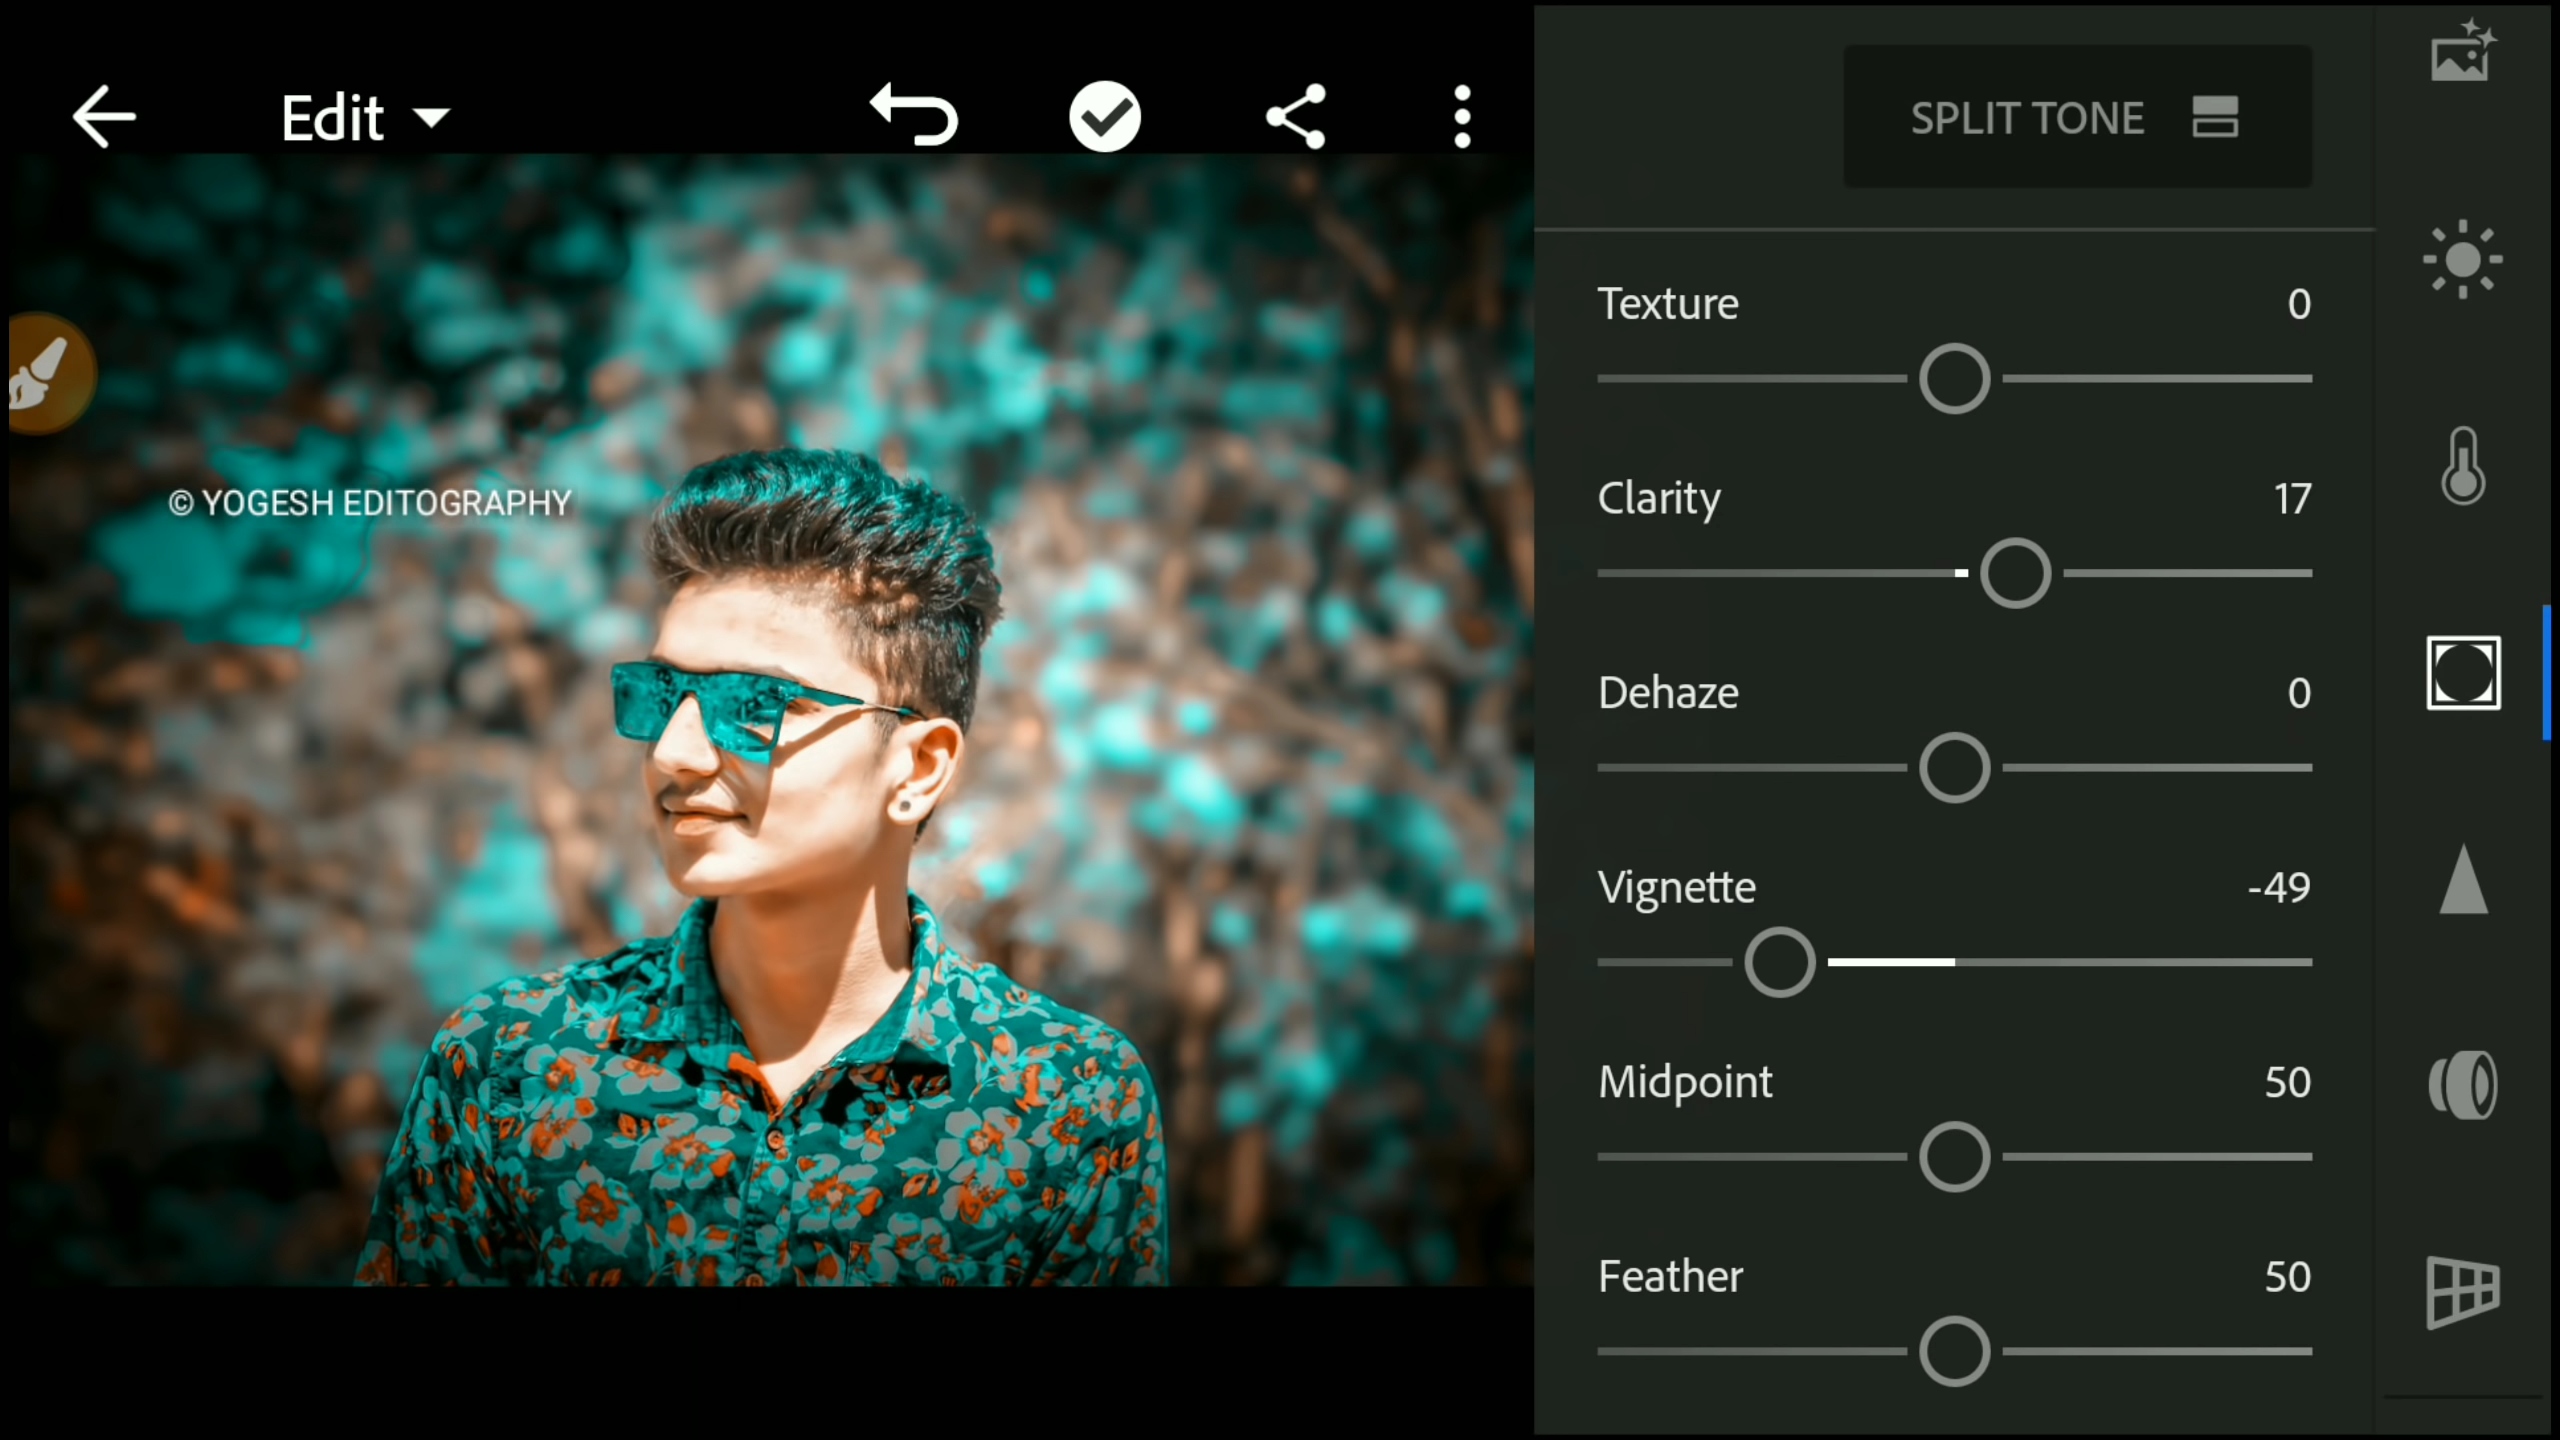 Edit
SPLIT TONE
Texture 0
Clarity 17
Dehaze 0
Vignette -49
Midpoint 50
Feather 50
© YOGESH EDITOGRAPHY